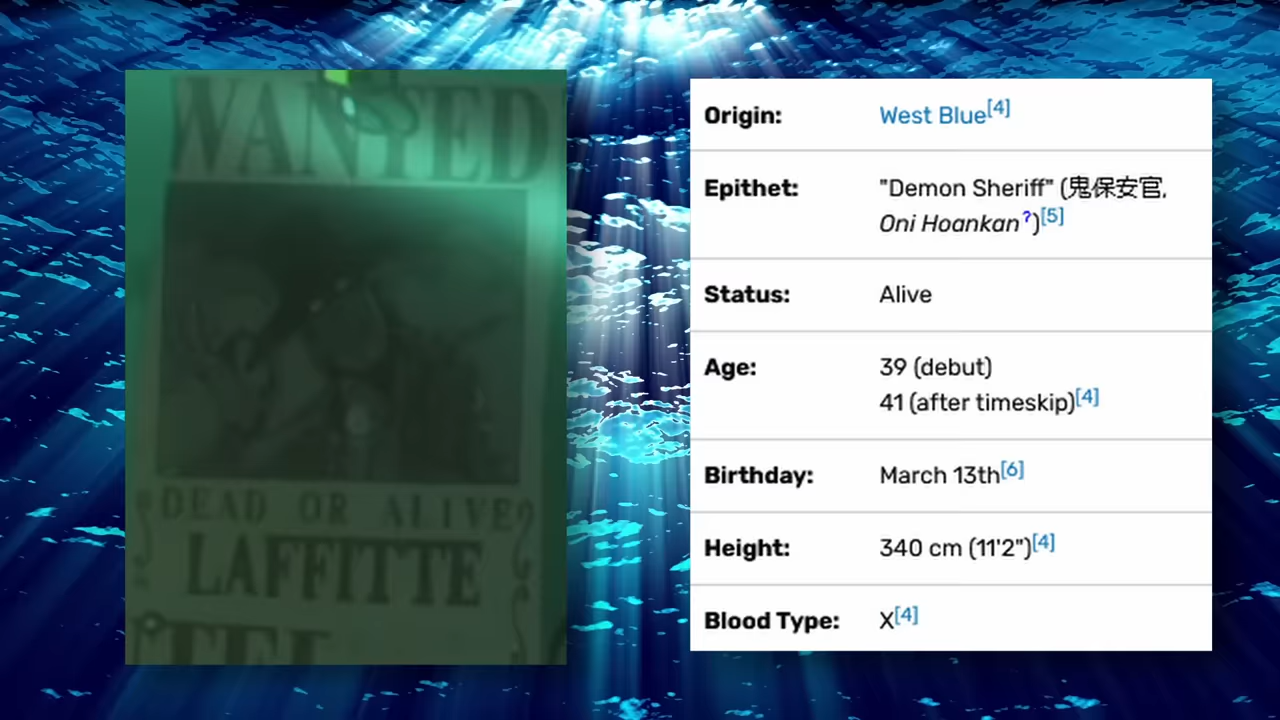 WANTED
DEAD OR ALIVE
LAFFITTE
Origin: West Blue[4]
Epithet: "Demon Sheriff" (鬼保安官,
Oni Hoankan?)[5]
Status: Alive
Age: 39 (debut)
41 (after timeskip)[4]
Birthday: March 13th[6]
Height: 340 cm (11'2")[4]
Blood Type: X[4]